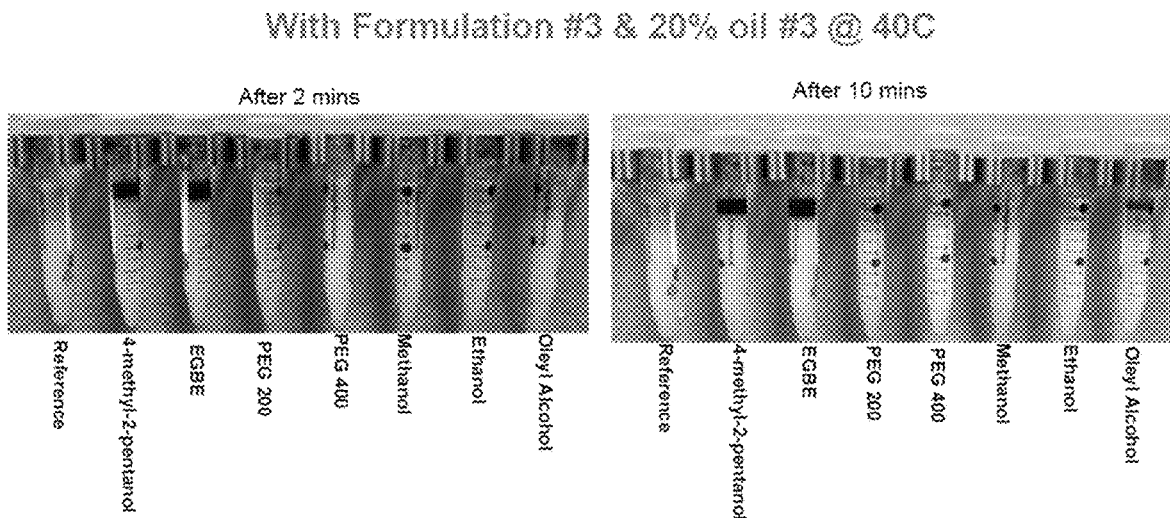 With Formulation #3 & 20% oil #3 @ 40C
After 2 mins
After 10 mins
Reference
4-methyl-2-pentanol
EGBE
PEG 200
PEG 400
Methanol
Ethanol
Oleyl Alcohol
Reference
4-methyl-2-pentanol
EGBE
PEG 200
PEG 400
Methanol
Ethanol
Oleyl Alcohol